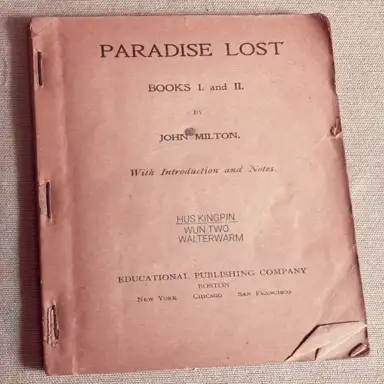 PARADISE LOST
BOOKS I. and II.
BY
JOHN MILTON.
With Introduction and Notes.
HUS KINGPIN
WUN TWO
WALTERWARM
EDUCATIONAL PUBLISHING COMPANY
BOSTON
NEW YORK CHICAGO SAN FRANCISCO